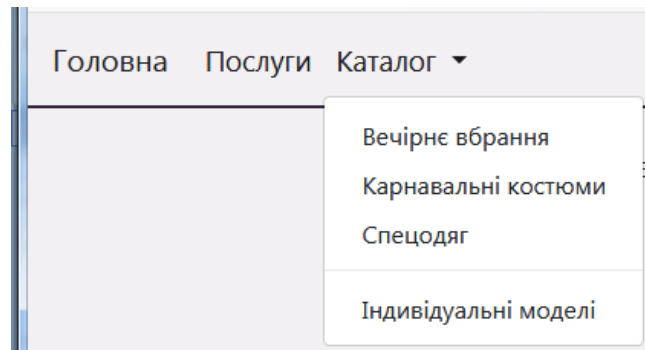 Головна Послуги Каталог
Вечірнє вбрання
Карнавальні костюми
Спецодяг
Індивідуальні моделі